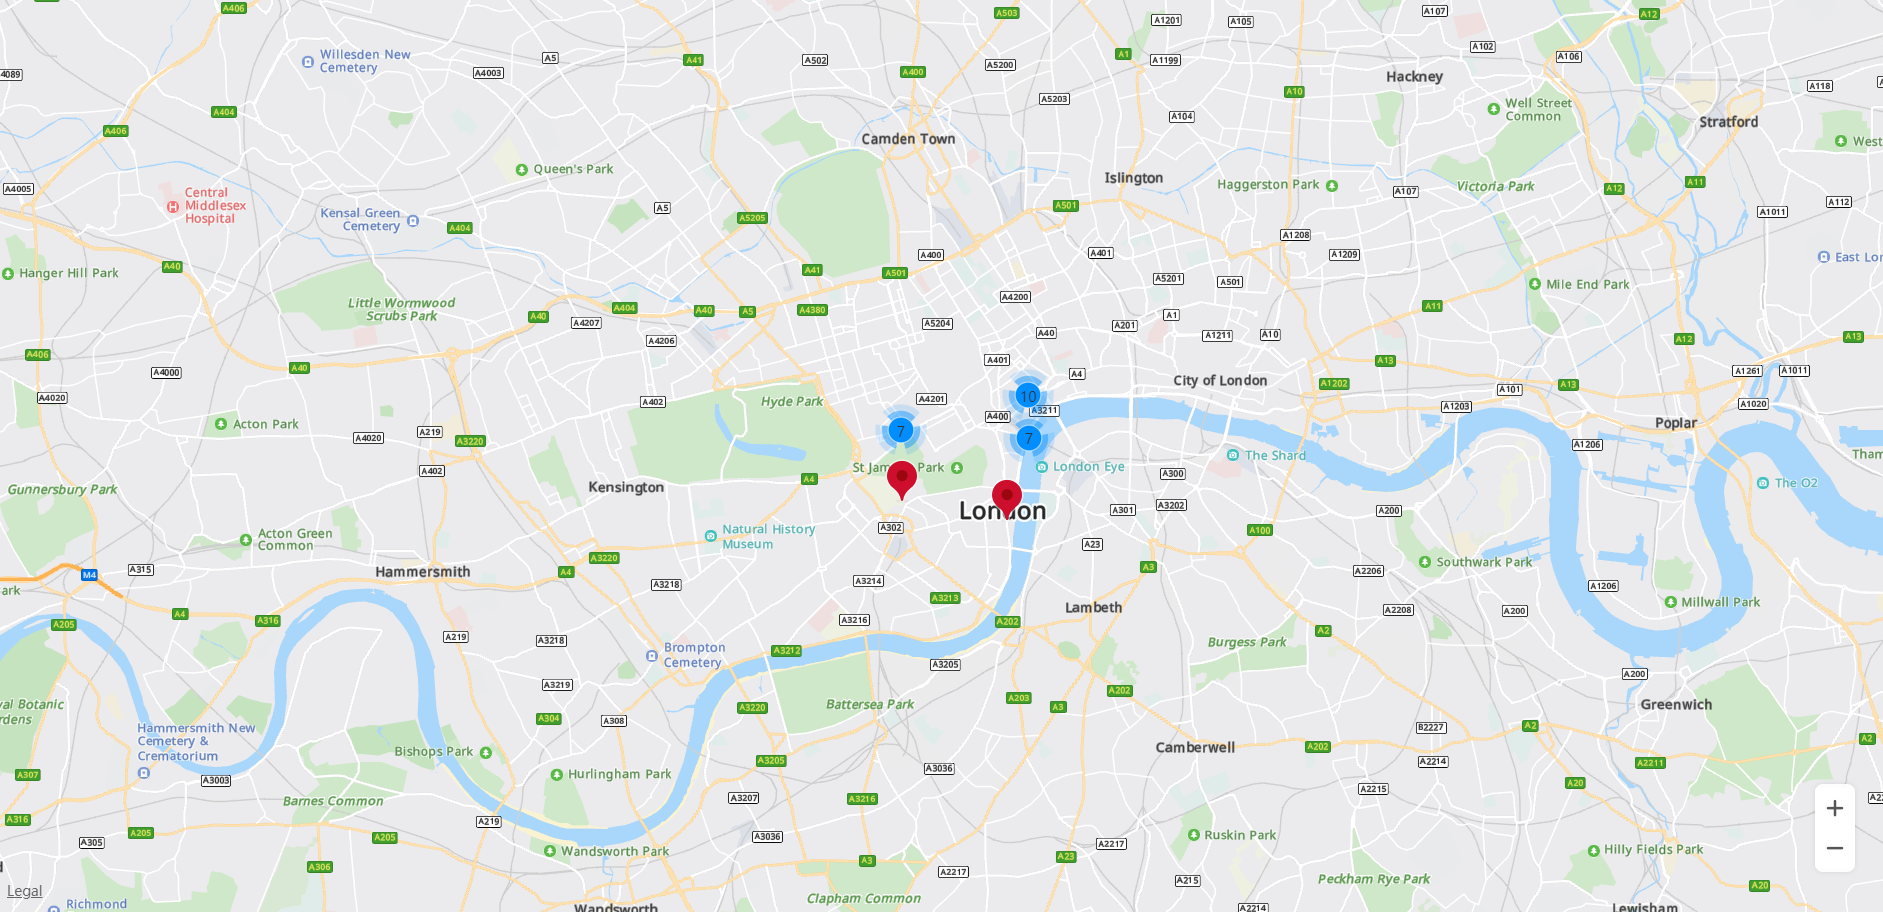 A406
A503
A1201
A105
A107
A12
A41
A5
A502
A400
A5200
A1
A1199
A102
A106
Willesden New
Cemetery
4089
A4003
Hackney
A118
A404
A406
A5203
A10
A104
Well Street
Common
Stratford
Camden Town
West
Queen's Park
Islington
Haggerston Park
A107
Victoria Park
A12
A11
A4005
Central
Middlesex
Hospital
Kensal Green
Cemetery
A404
A5
A5205
A501
A1011
A112
A1208
A400
A401
A1209
East Lon
Hanger Hill Park
A40
A41
A501
A5201
A501
Mile End Park
Little Wormwood
Scrubs Park
A404
A40
A5
A4380
A4200
A11
A40
A4207
A5204
A1
A201
A40
A1211
A10
A12
A13
A4206
A406
A40
A4000
A401
A4
A13
A1261
A1011
City of London
A1202
A13
A101
A4020
A402
Hyde Park
A4201
10
A3211
A400
A1203
A1020
Acton Park
A4020
A219
A3220
7
7
Poplar
A1206
Tham
A402
St Jam
Park
London Eye
The Shard
A300
A4
Kensington
Gunnersbury Park
The O2
London
A301
A3202
A200
A302
A100
Natural History
Museum
Acton Green
Common
A23
A3220
A3
Southwark Park
M4
A315
Hammersmith
A4
A3218
A3214
A2206
A1206
ark
A3213
Lambeth
Millwall Park
A4
A316
A205
A3216
A202
A2208
A200
A2
A219
A3218
Brompton
Cemetery
A3212
A3205
Burgess Park
A200
A3219
A202
A203
A3
yal Botanic
rdens
A304
A308
A3220
Battersea Park
Greenwich
Hammersmith New
Cemetery &
Crematorium
B2227
A2
A2
Bishops Park
Camberwell
A202
A3205
A2214
A2211
A307
A3003
Hurlingham Park
A3036
A20
A2215
Barnes Common
A3207
A3216
A316
A205
A219
A205
A3036
Ruskin Park
A305
A2217
Wandsworth Park
Hilly Fields Park
A306
A3
A23
A2217
A215
Peckham Rye Park
A20
Legal
Clapham Common
Richmond
Wandsworth
A2214
Lewisham